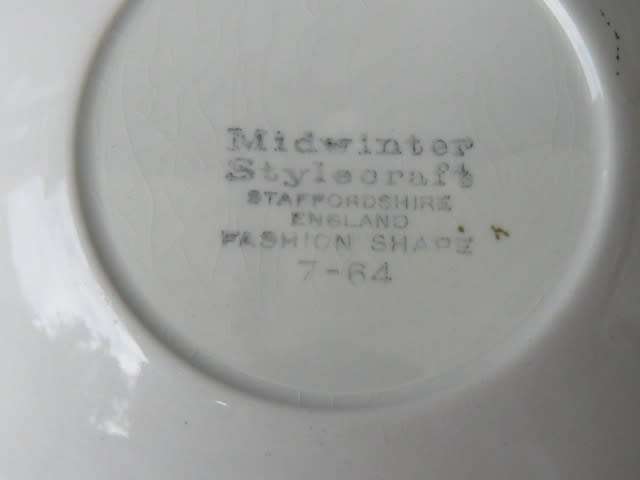 Midwinter
Stylecraft
STAFFORDSHIRE
ENGLAND
FASHION SHAPE
7-64